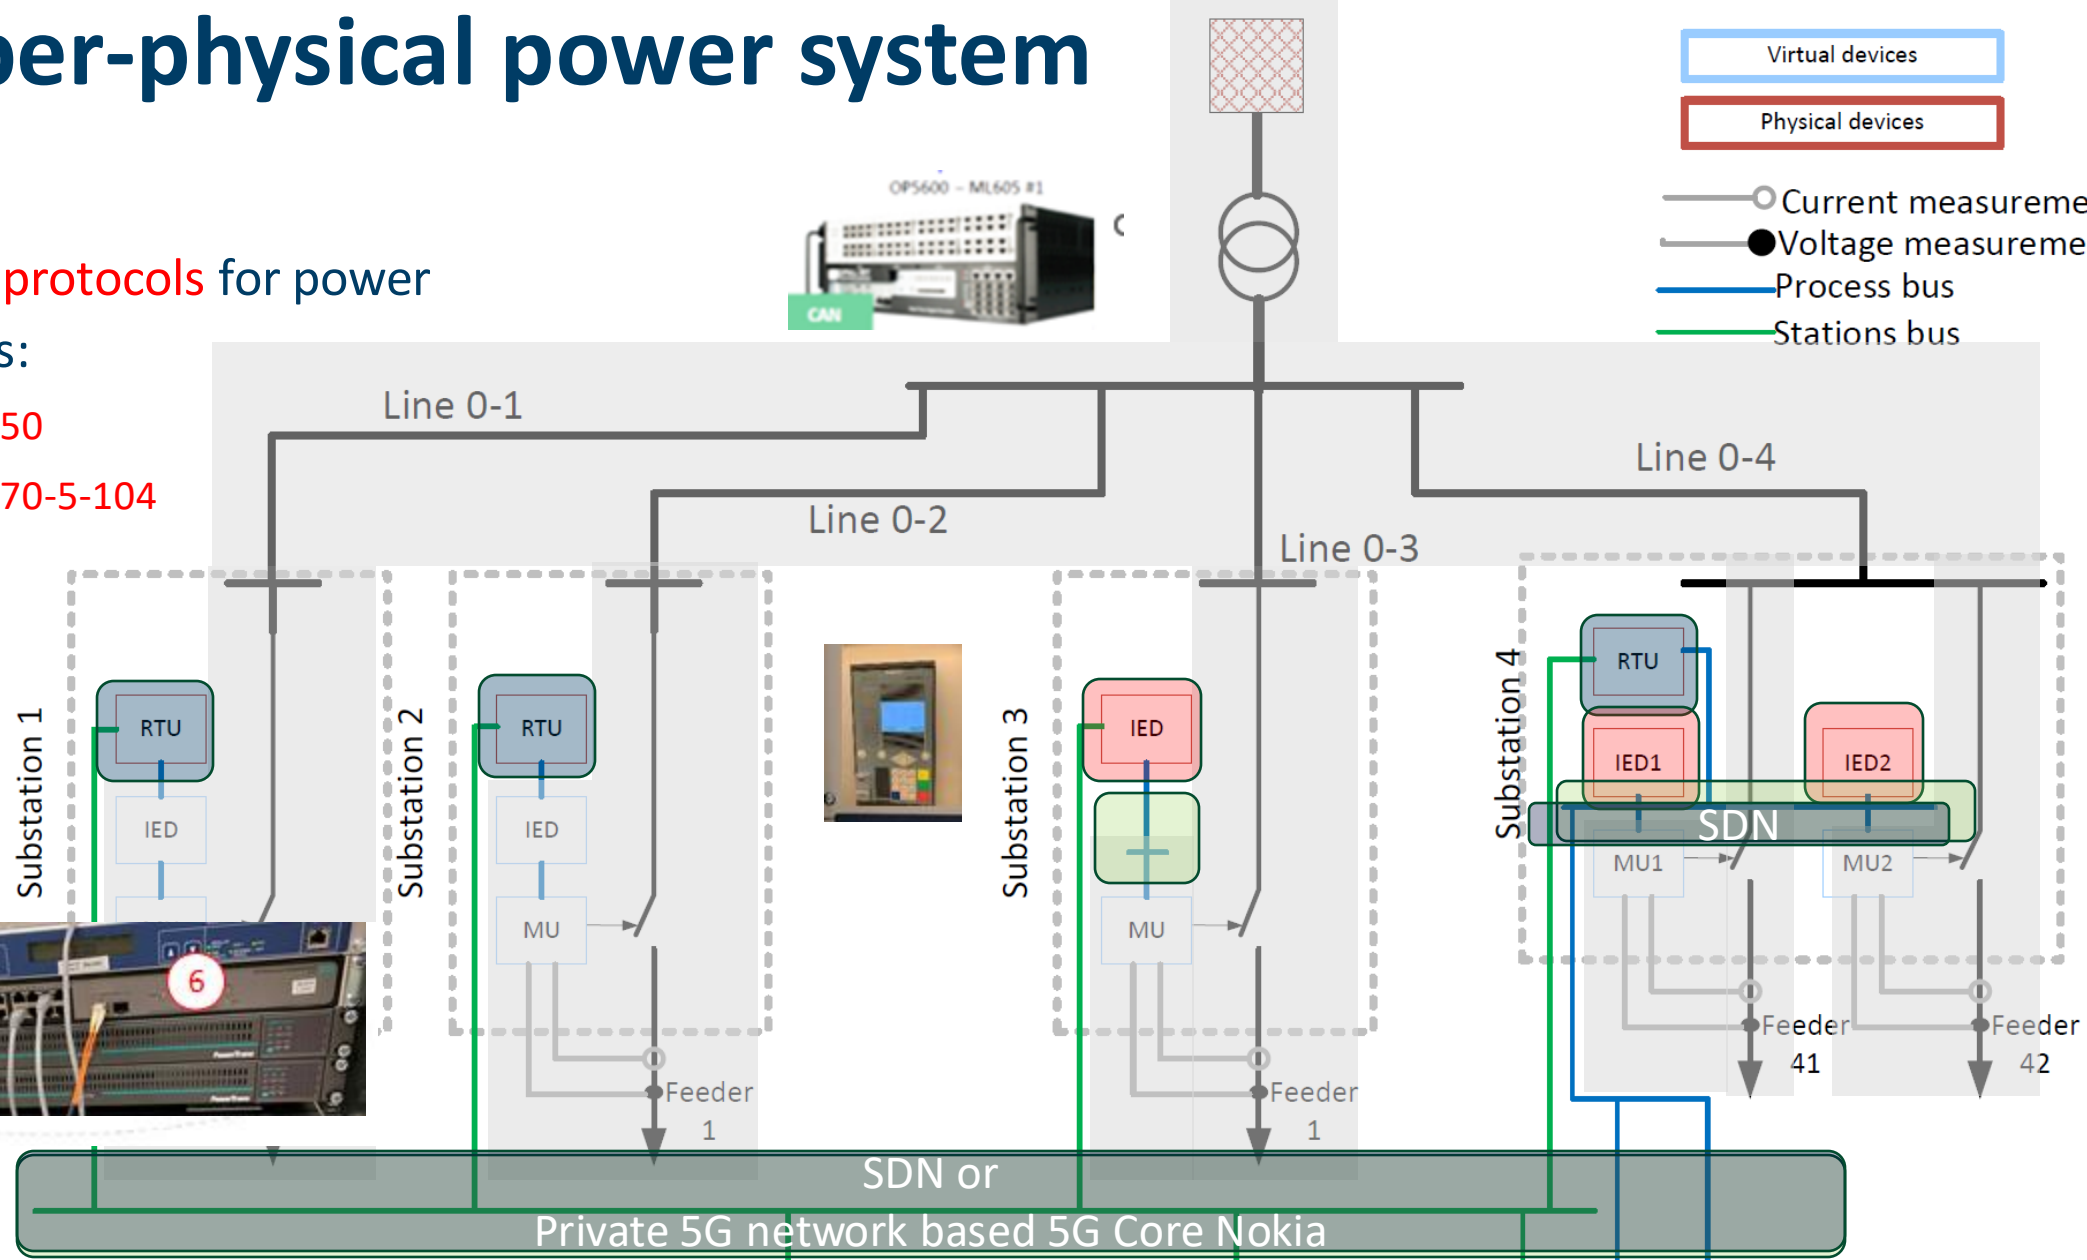 per-physical power system
Virtual devices
Physical devices
Current measureme
Voltage measureme
Process bus
Stations bus
OP5600 – ML605 #1
CAN
protocols for power
s:
50
70-5-104
Line 0-1
Line 0-2
Line 0-3
Line 0-4
Substation 1
RTU
IED
Substation 2
RTU
IED
MU
Feeder
1
Substation 3
IED
MU
Feeder
1
Substation 4
RTU
IED1
IED2
SDN
MU1
MU2
Feeder
41
Feeder
42
6
SDN or
Private 5G network based 5G Core Nokia